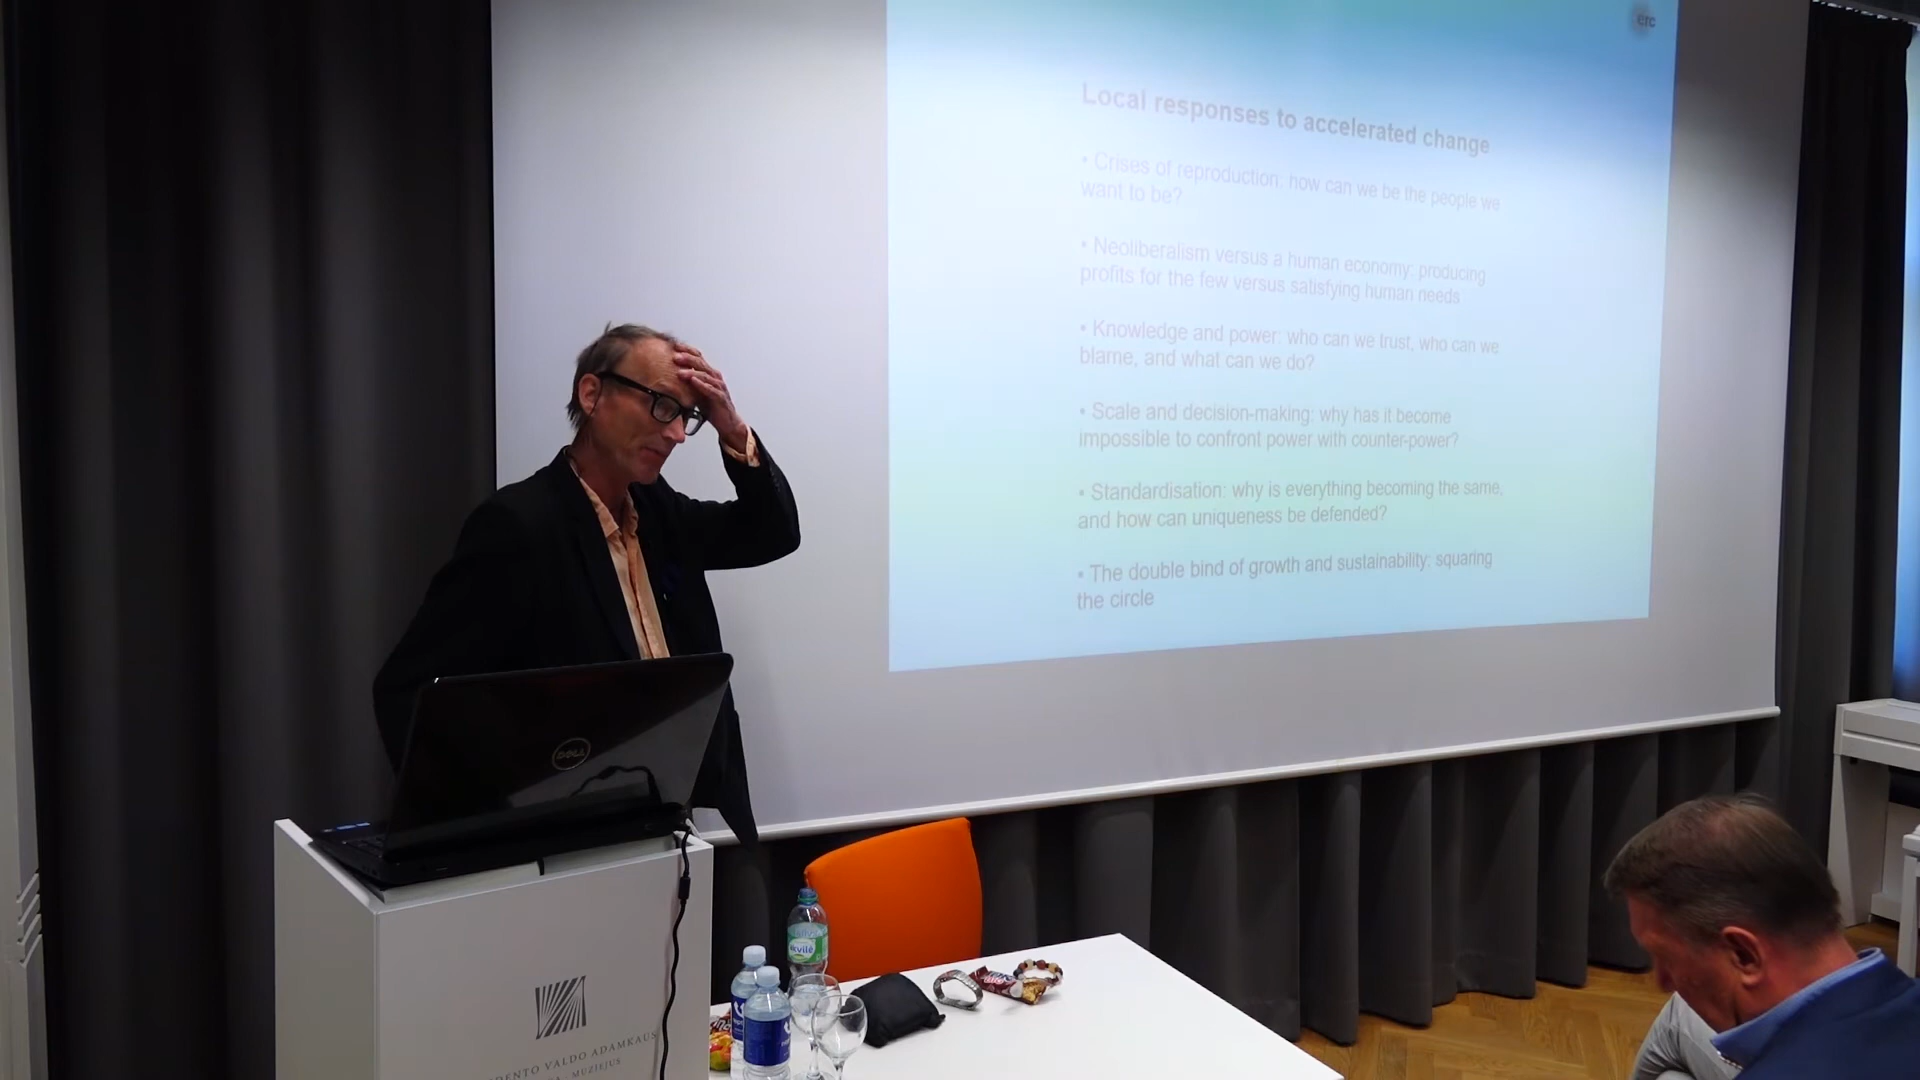 erc
Local responses to accelerated change
• Crises of reproduction: how can we be the people we
want to be?
• Neoliberalism versus a human economy: producing
profits for the few versus satisfying human needs
• Knowledge and power: who can we trust, who can we
blame, and what can we do?
• Scale and decision-making: why has it become
impossible to confront power with counter-power?
• Standardisation: why is everything becoming the same,
and how can uniqueness be defended?
• The double bind of growth and sustainability: squaring
the circle
DELL
VALDO ADAMKAUS
MUZIEJUS